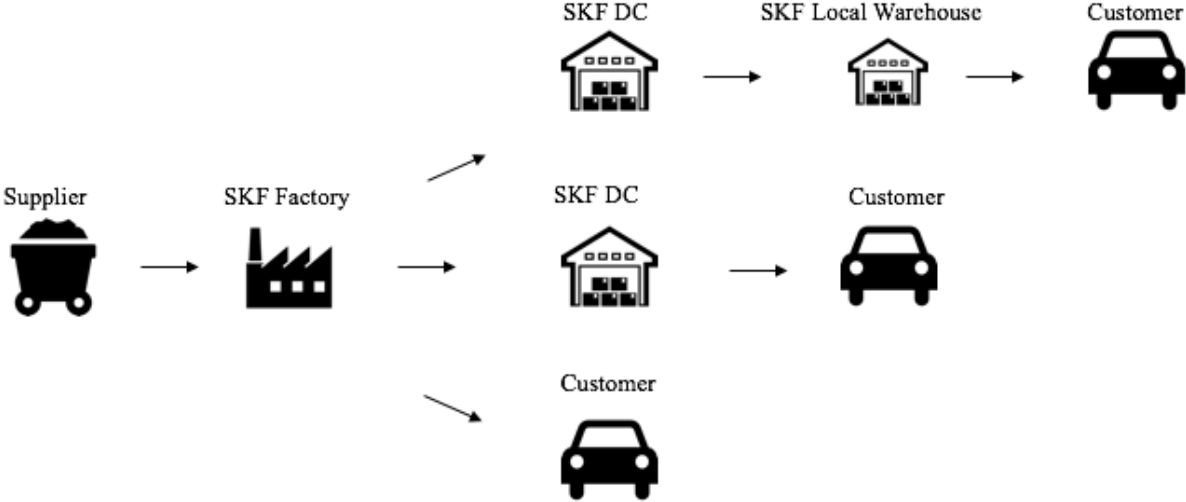 SKF DC
SKF Local Warehouse
Customer
Supplier
SKF Factory
SKF DC
Customer
Customer